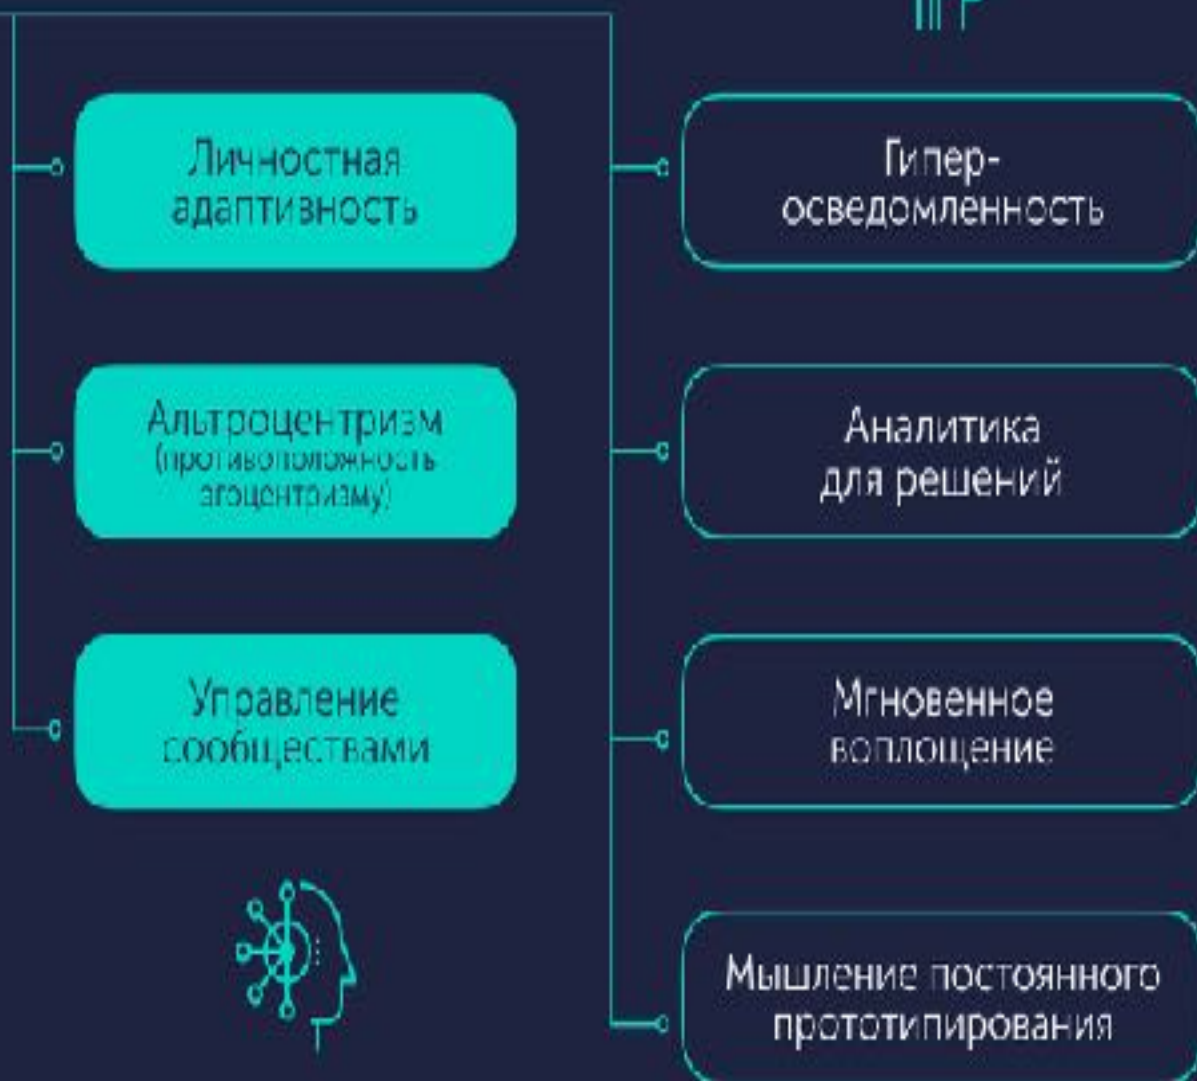 Личностная
адаптивность
Альтроцентризм
(противоположность
эгоцентризму)
Управление
сообществами
Гипер-
осведомленность
Аналитика
для решений
Мгновенное
воплощение
Мышление постоянного
прототипирования